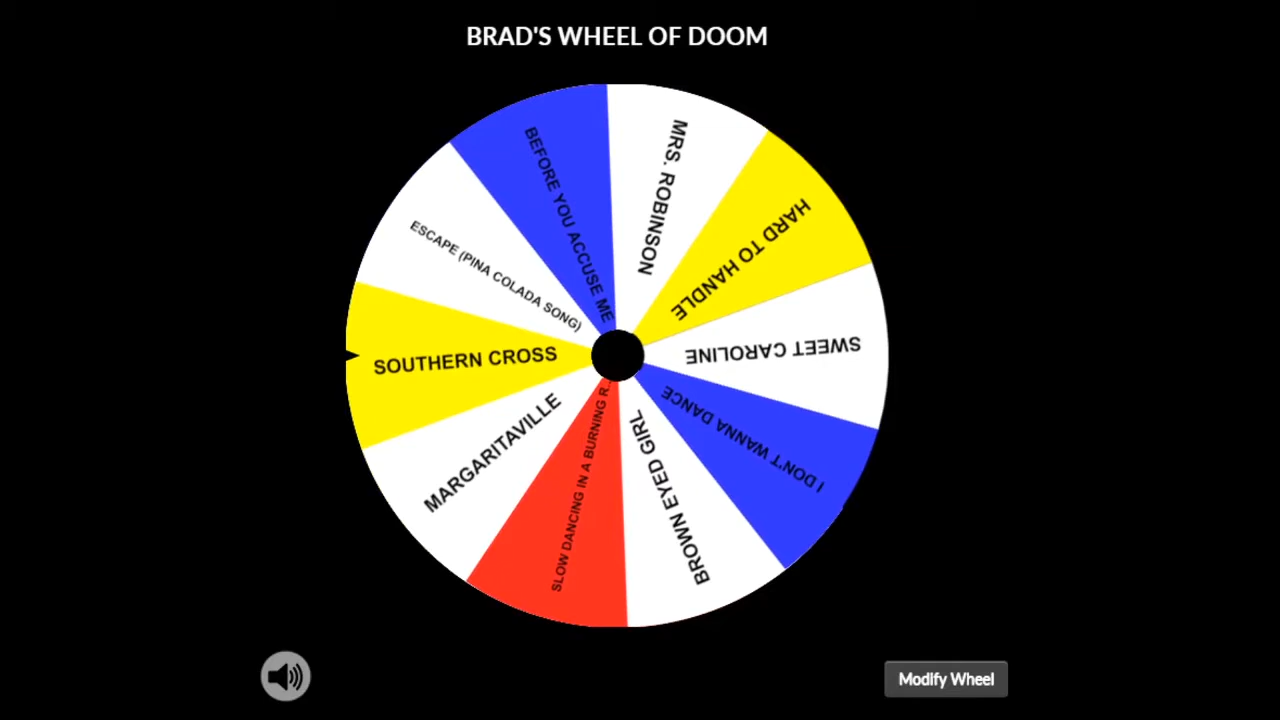 BRAD'S WHEEL OF DOOM
BEFORE YOU ACCUSE ME
MRS. ROBINSON
HARD TO HANDLE
SWEET CAROLINE
I DON'T WANNA DANCE
BROWN EYED GIRL
SLOW DANCING IN A BURNING R...
MARGARITAVILLE
SOUTHERN CROSS
ESCAPE (PINA COLADA SONG)
Modify Wheel